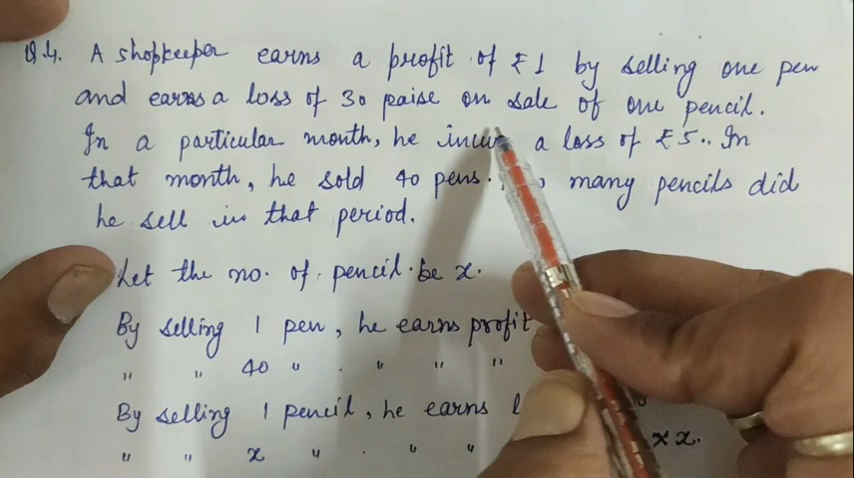 Q.4. A shopkeeper earns a profit of ₹1 by selling one pen
and earns a loss of 30 paise on sale of one pencil.
In a particular month, he a loss of ₹5.. In
that month, he sold 40 pens. many pencils did
he sell in that period.
Let the no. of pencil be x.
By selling 1 pen, he earns profit
" " 40 " . " " "
By selling 1 pencil, he earns
" " x " . " " × x.